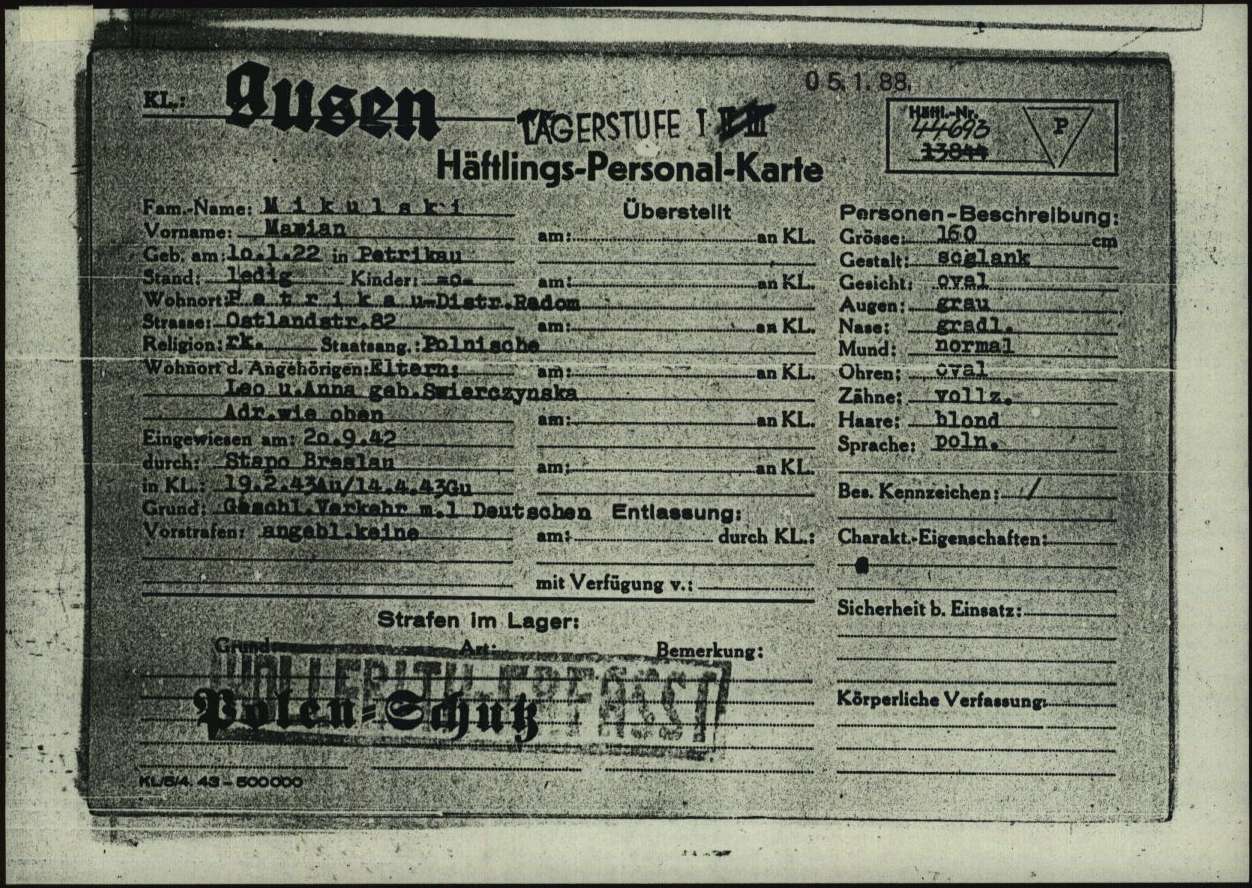 05.1.88.
KL.: Gusen
LAGERSTUFE I II III
Häftl.-Nr.
44693
13844
P
Häftlings-Personal-Karte
Fam.-Name: Mikulski
Vorname: Marian
Geb. am: 10.1.22 in Petrikau
Stand: ledig Kinder: -o-
Wohnort: Petrikau-Distr.Radom
Strasse: Ostlandstr.82
Religion: rk. Staatsang.: Polnische
Wohnort d. Angehörigen: Eltern:
Leo u.Anna geb.Swierczynska
Adr.wie oben
Eingewiesen am: 20.9.42
durch: Stapo Breslau
in KL.: 19.2.43Au/14.4.43Gu
Grund: Geschl.Verkehr m.1 Deutschen
Vorstrafen: angebl.keine
Überstellt
am: an KL.
am: an KL.
am: an KL.
am: an KL.
am: an KL.
am: an KL.
Entlassung:
am: durch KL.:
mit Verfügung v.:
Personen-Beschreibung:
Grösse: 160 cm
Gestalt: schlank
Gesicht: oval
Augen: grau
Nase: gradl.
Mund: normal
Ohren: oval
Zähne: vollz.
Haare: blond
Sprache: poln.
Bes. Kennzeichen: /
Charakt.-Eigenschaften:
Sicherheit b. Einsatz:
Körperliche Verfassung:
Strafen im Lager:
Grund: Art: Bemerkung:
HOLLERITH ERFASST
Polen-Schutz
KL/5/4. 43 – 500000